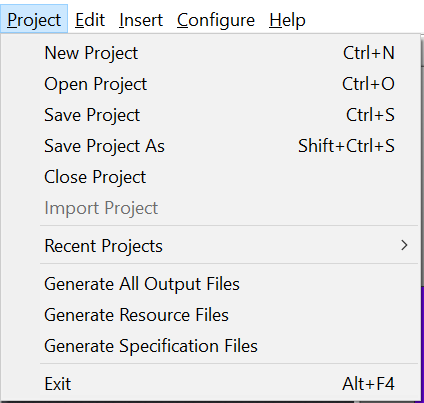 Project Edit Insert Configure Help
New Project Ctrl+N
Open Project Ctrl+O
Save Project Ctrl+S
Save Project As Shift+Ctrl+S
Close Project
Import Project
Recent Projects
Generate All Output Files
Generate Resource Files
Generate Specification Files
Exit Alt+F4